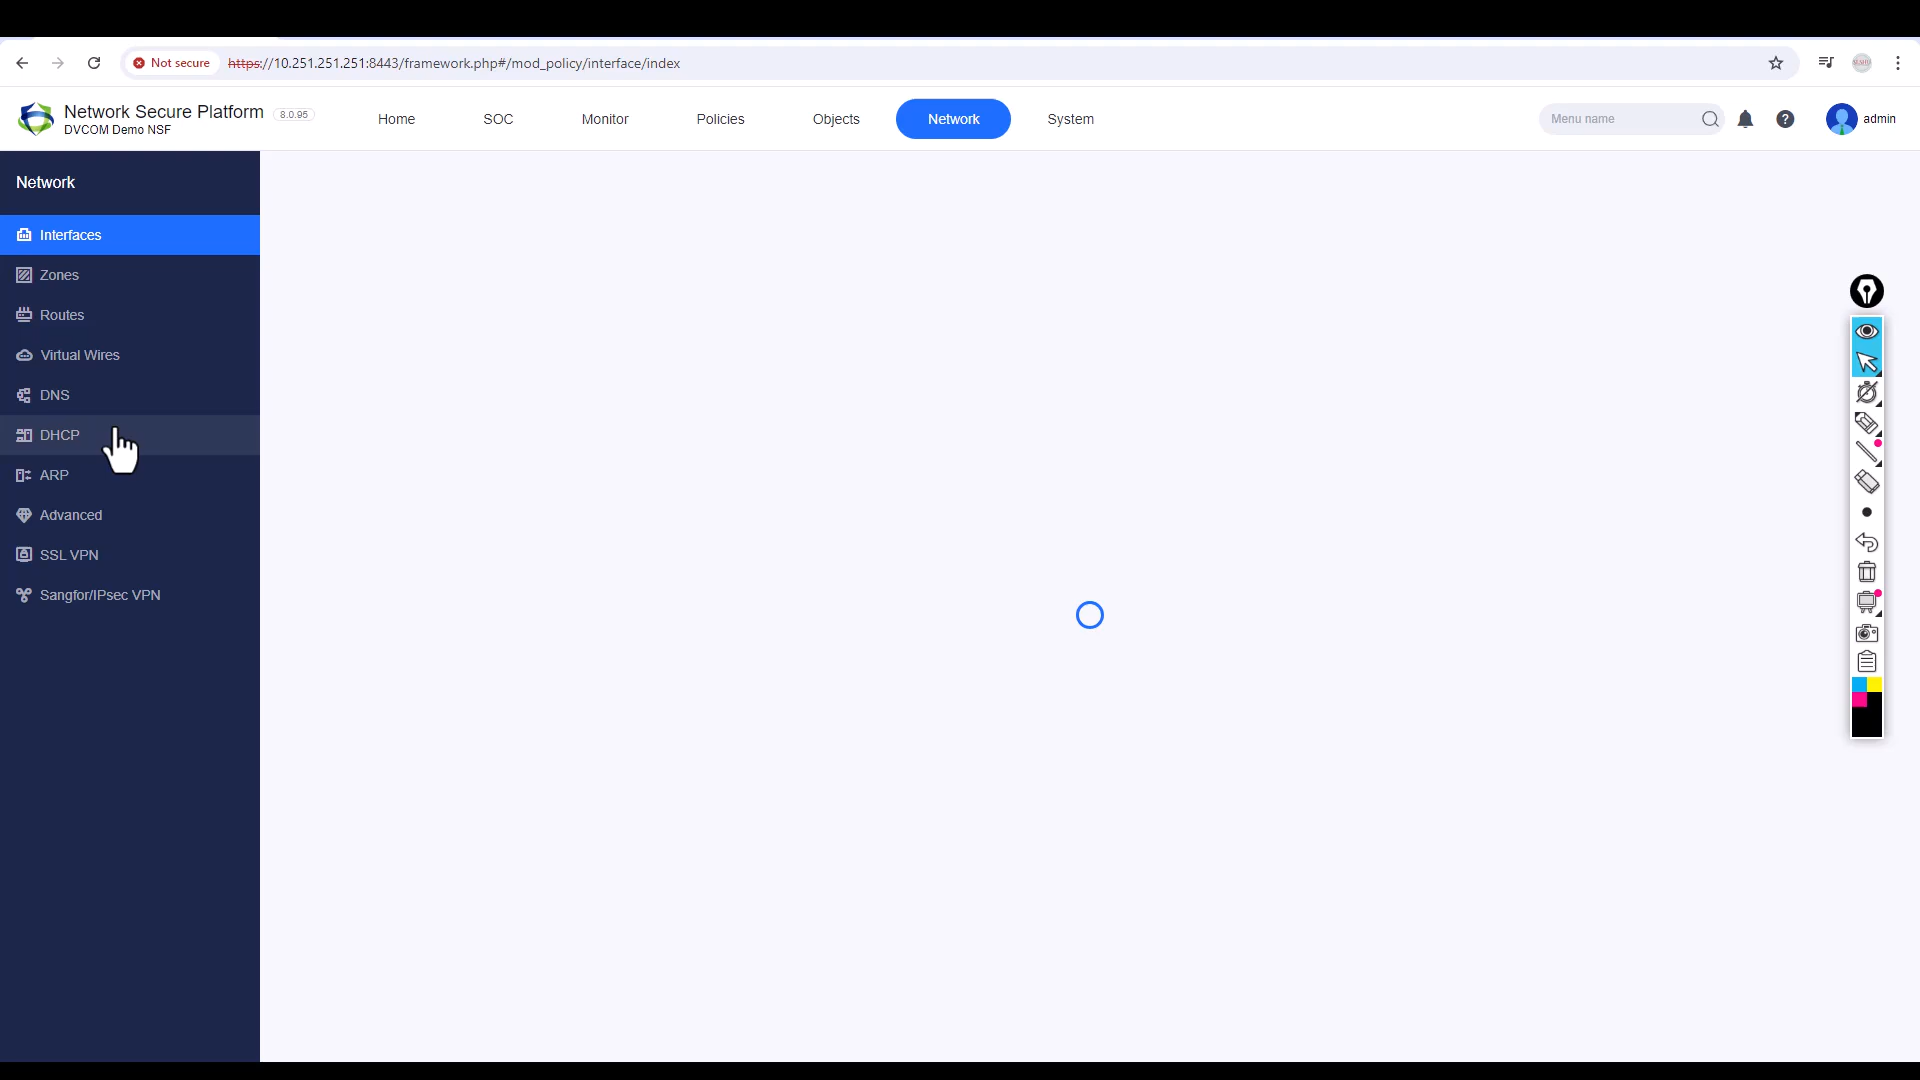 Not secure
https://10.251.251.251:8443/framework.php#/mod_policy/interface/index
Network Secure Platform 8.0.95
DVCOM Demo NSF
Home
SOC
Monitor
Policies
Objects
Network
System
Menu name
?
admin
Network
Interfaces
Zones
Routes
Virtual Wires
DNS
DHCP
ARP
Advanced
SSL VPN
Sangfor/IPsec VPN